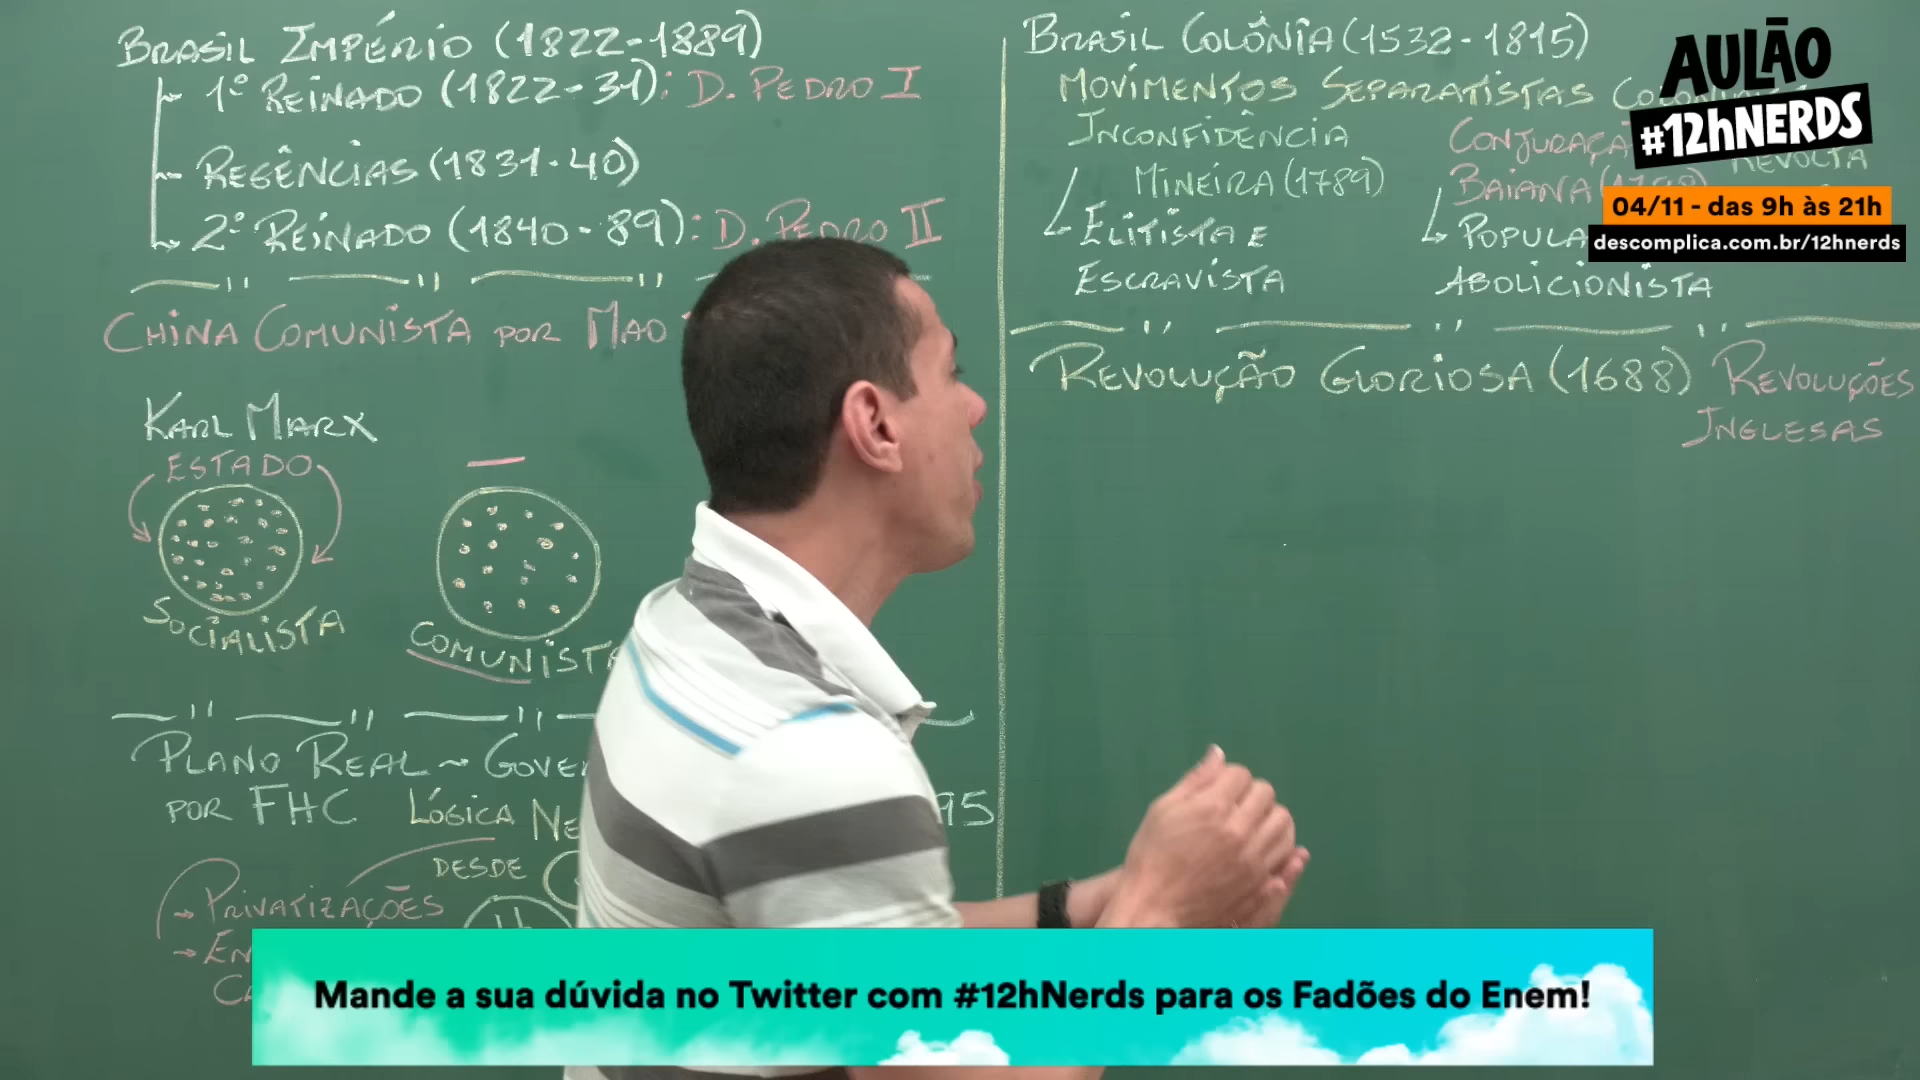 BRASIL IMPÉRIO (1822-1889)
1º REINADO (1822-31): D. PEDRO I
REGÊNCIAS (1831-40)
2º REINADO (1840-89): D. PEDRO II
CHINA COMUNISTA POR MAO
KARL MARX
ESTADO
SOCIALISTA
COMUNISTA
PLANO REAL ~
POR FHC LÓGICA
95
DESDE
→ PRIVATIZAÇÕES
BRASIL COLÔNIA (1532-1815)
MOVIMENTOS SEPARATISTAS
INCONFIDÊNCIA
MINEIRA (1789)
ELITISTA E
ESCRAVISTA
BAIANA
REVOLTA
ABOLICIONISTA
REVOLUÇÃO GLORIOSA (1688)
REVOLUÇÕES
INGLESAS
AULÃO
#12hNERDS
04/11 - das 9h às 21h
descomplica.com.br/12hnerds
Mande a sua dúvida no Twitter com #12hNerds para os Fadões do Enem!